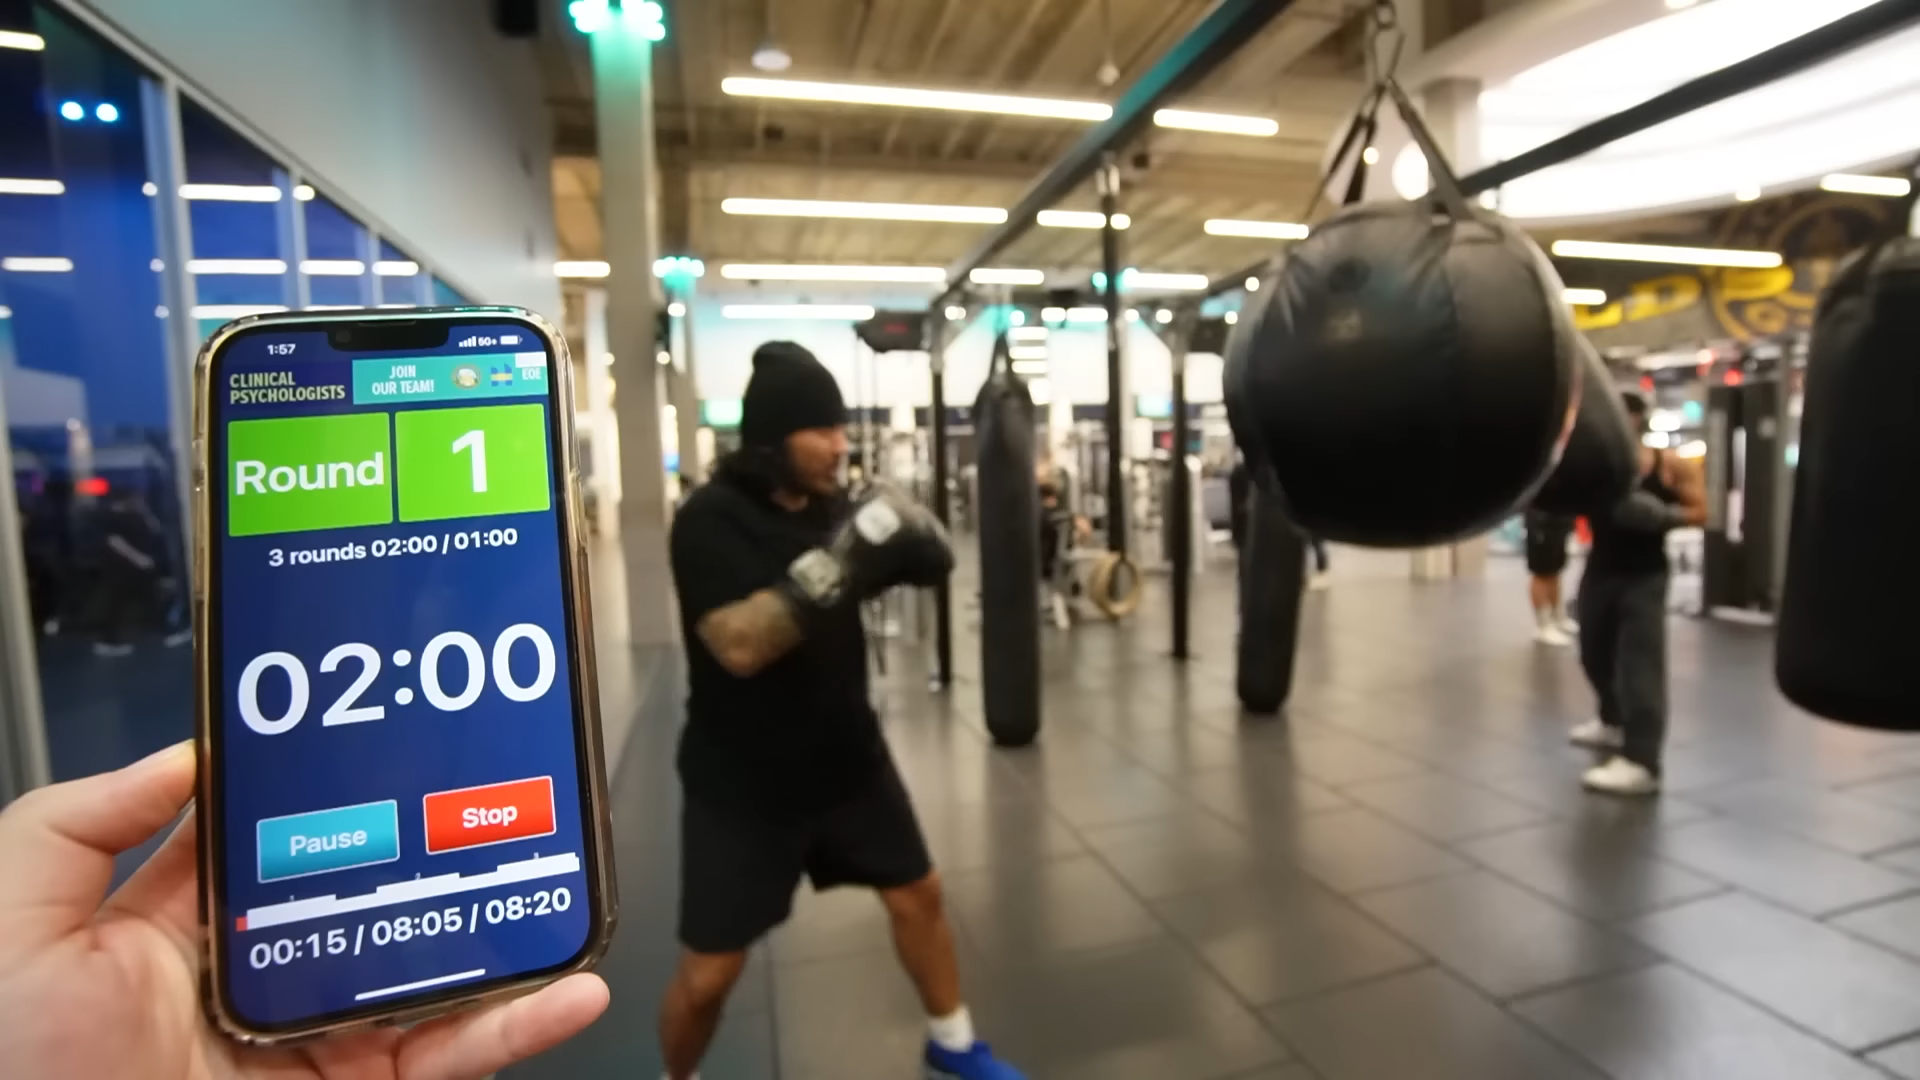 1:57
5G+
CLINICAL
PSYCHOLOGISTS
JOIN
OUR TEAM!
EOE
Round
1
3 rounds 02:00 / 01:00
02:00
Pause
Stop
00:15 / 08:05 / 08:20